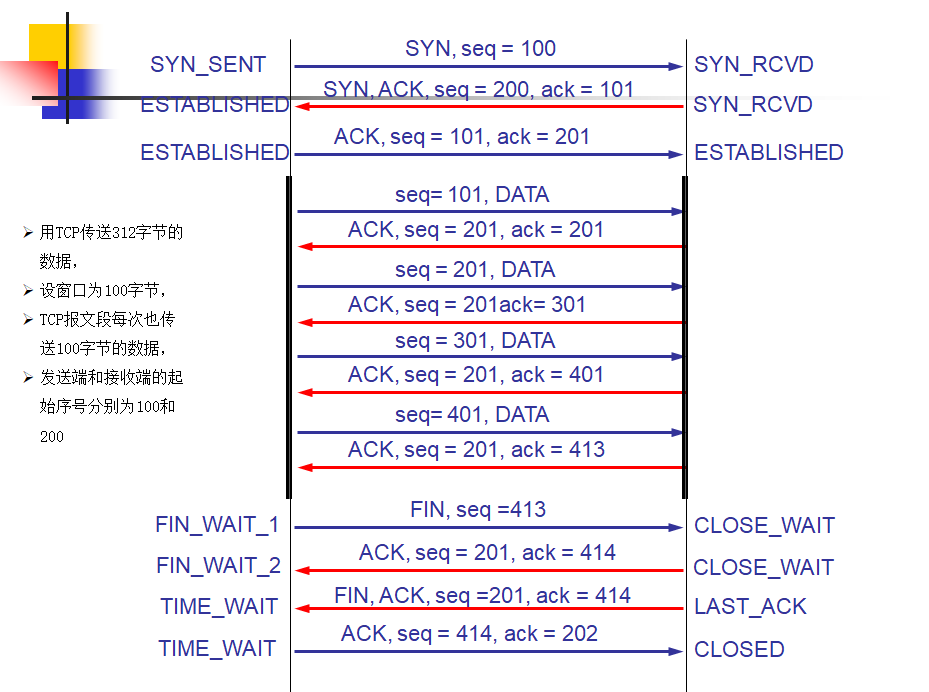 SYN, seq = 100
SYN_SENT
SYN_RCVD
SYN, ACK, seq = 200, ack = 101
ESTABLISHED
SYN_RCVD
ACK, seq = 101, ack = 201
ESTABLISHED
ESTABLISHED
seq= 101, DATA
ACK, seq = 201, ack = 201
seq = 201, DATA
ACK, seq = 201ack= 301
seq = 301, DATA
ACK, seq = 201, ack = 401
seq= 401, DATA
ACK, seq = 201, ack = 413
➢ 用TCP传送312字节的
数据，
➢ 设窗口为100字节，
➢ TCP报文段每次也传
送100字节的数据，
➢ 发送端和接收端的起
始序号分别为100和
200
FIN, seq =413
FIN_WAIT_1
CLOSE_WAIT
ACK, seq = 201, ack = 414
FIN_WAIT_2
CLOSE_WAIT
FIN, ACK, seq =201, ack = 414
TIME_WAIT
LAST_ACK
ACK, seq = 414, ack = 202
TIME_WAIT
CLOSED